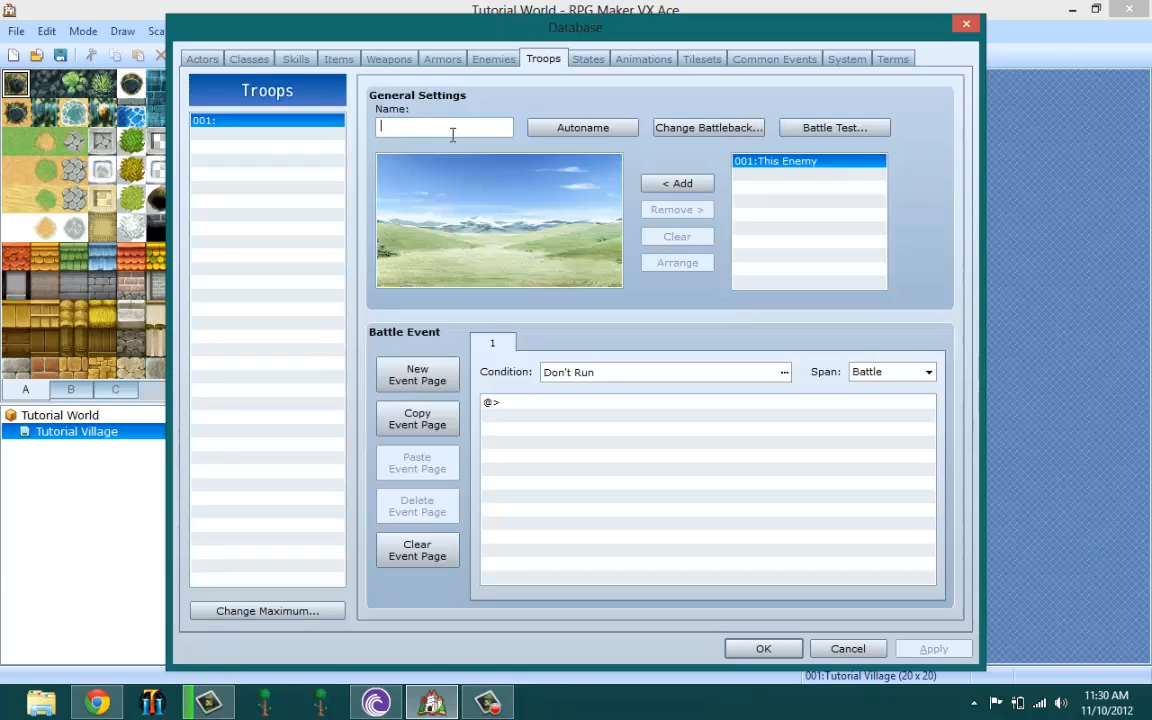 Tutorial World - RPG Maker VX Ace
Database
File Edit Mode Draw Sca
Actors Classes Skills Items Weapons Armors Enemies Troops States Animations Tilesets Common Events System Terms
Troops
001:
Change Maximum...
General Settings
Name:
Autoname
Change Battleback...
Battle Test...
< Add
Remove >
Clear
Arrange
001:This Enemy
Battle Event
1
New
Event Page
Copy
Event Page
Paste
Event Page
Delete
Event Page
Clear
Event Page
Condition: Don't Run ...
Span: Battle
@>
A B C
Tutorial World
Tutorial Village
OK Cancel Apply
001:Tutorial Village (20 x 20)
11:30 AM
11/10/2012